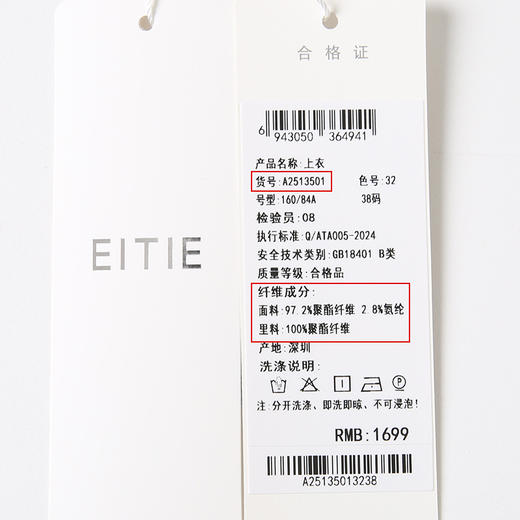 EITIE
合格证
6 943050 364941
产品名称:上衣
货号:A2513501 色号:32
号型:160/84A 38码
检验员:08
执行标准:Q/ATA005-2024
安全技术类别:GB18401 B类
质量等级:合格品
纤维成分:
面料:97.2%聚酯纤维 2.8%氨纶
里料:100%聚酯纤维
产地:深圳
洗涤说明:
P
注:分开洗涤、即洗即晾、不可浸泡!
RMB:1699
A25135013238